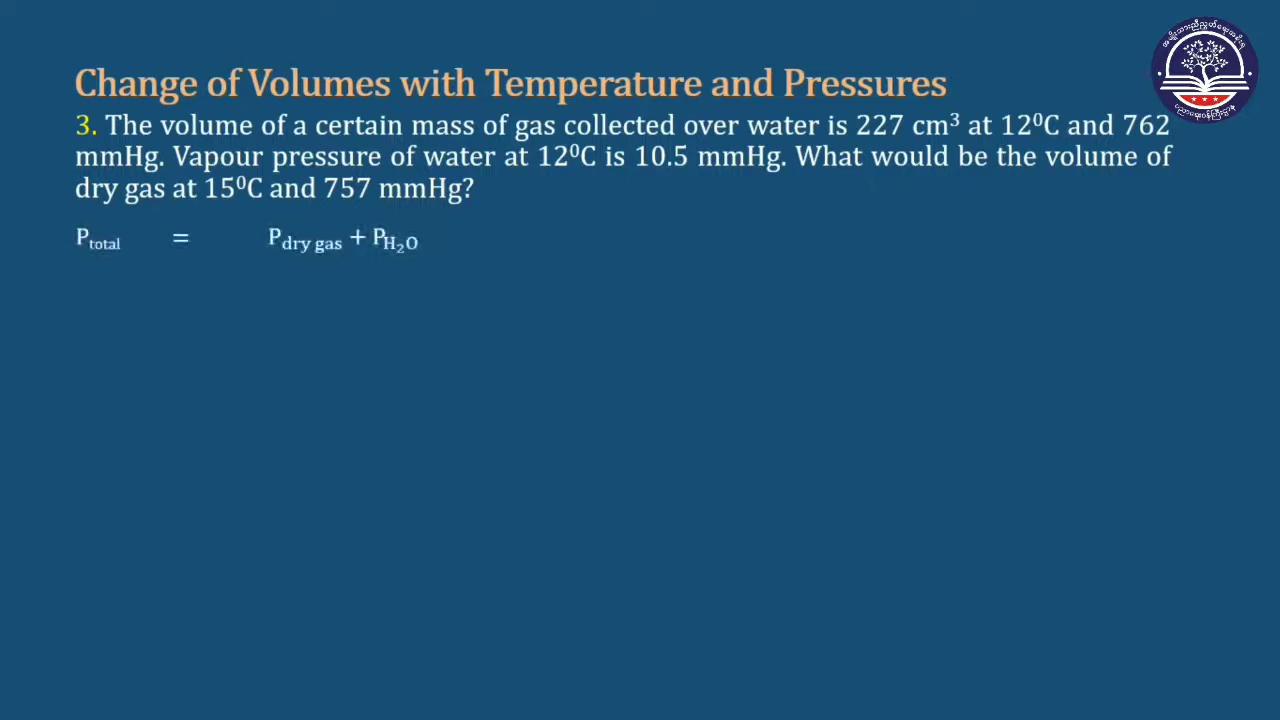 Change of Volumes with Temperature and Pressures
3. The volume of a certain mass of gas collected over water is 227 cm³ at 12⁰C and 762
mmHg. Vapour pressure of water at 12⁰C is 10.5 mmHg. What would be the volume of
dry gas at 15⁰C and 757 mmHg?
P_total = P_dry gas + P_H₂O